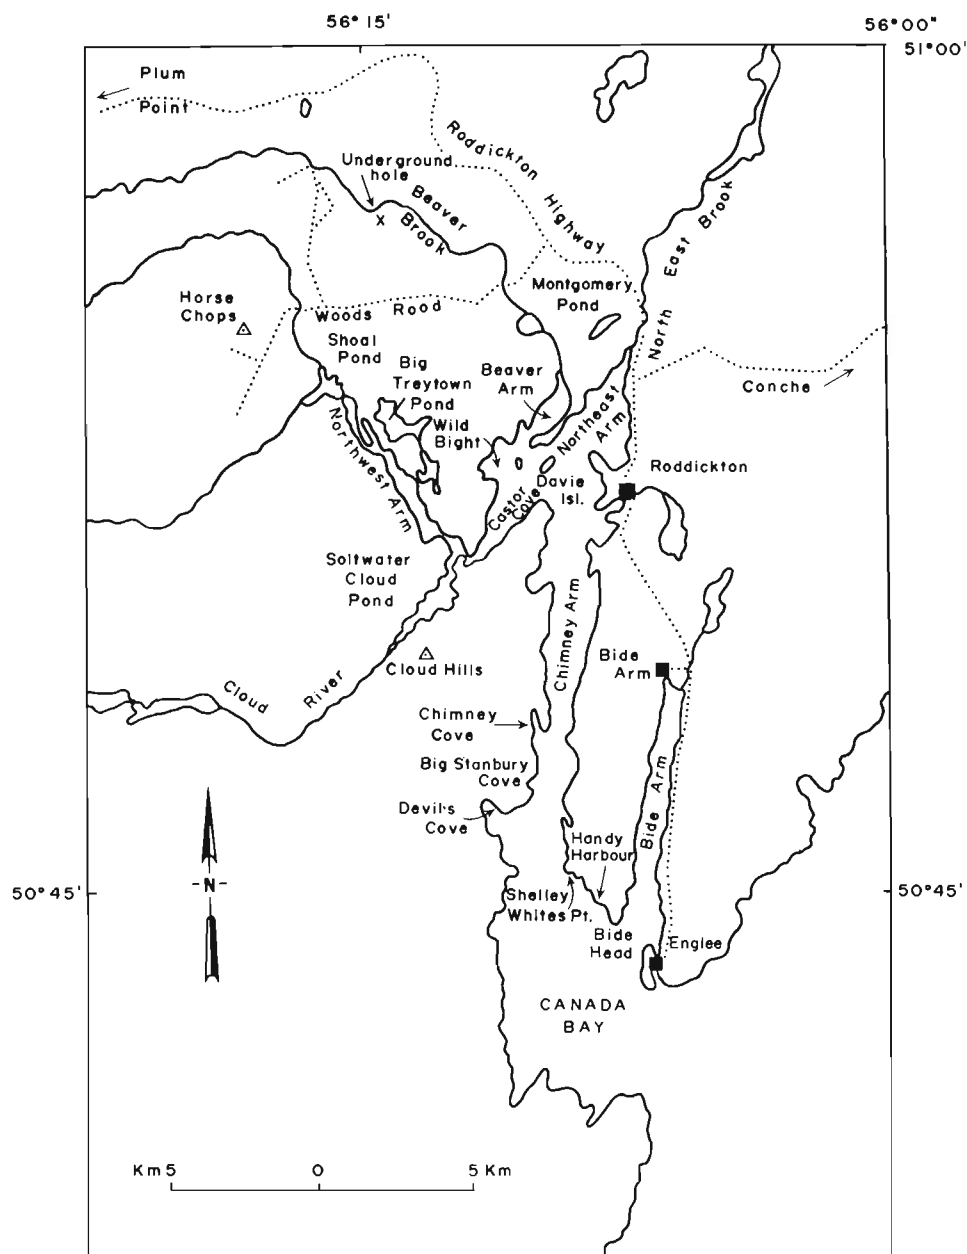 56° 15'
56° 00"
51° 00'
Plum
Point
Roddickton Highway
Underground
hole
Beaver
Brook
X
North East Brook
Horse
Chops
Woods Rood
Montgomery
Pond
Shoal
Pond
Big
Treytown
Pond
Beaver
Arm
Conche
Wild
Bight
Northeast
Arm
Northwest Arm
Castor
Cove
Davie
Isl.
Roddickton
Soltwater
Cloud
Pond
Chimney Arm
Cloud Hills
Bide
Arm
Cloud River
Chimney
Cove
Big Stanbury
Cove
Bide Arm
Devil's
Cove
Handy
Harbour
50° 45'
-N-
50° 45'
Shelley
Whites Pt.
Bide
Head
Englee
CANADA
BAY
Km 5 0 5 Km